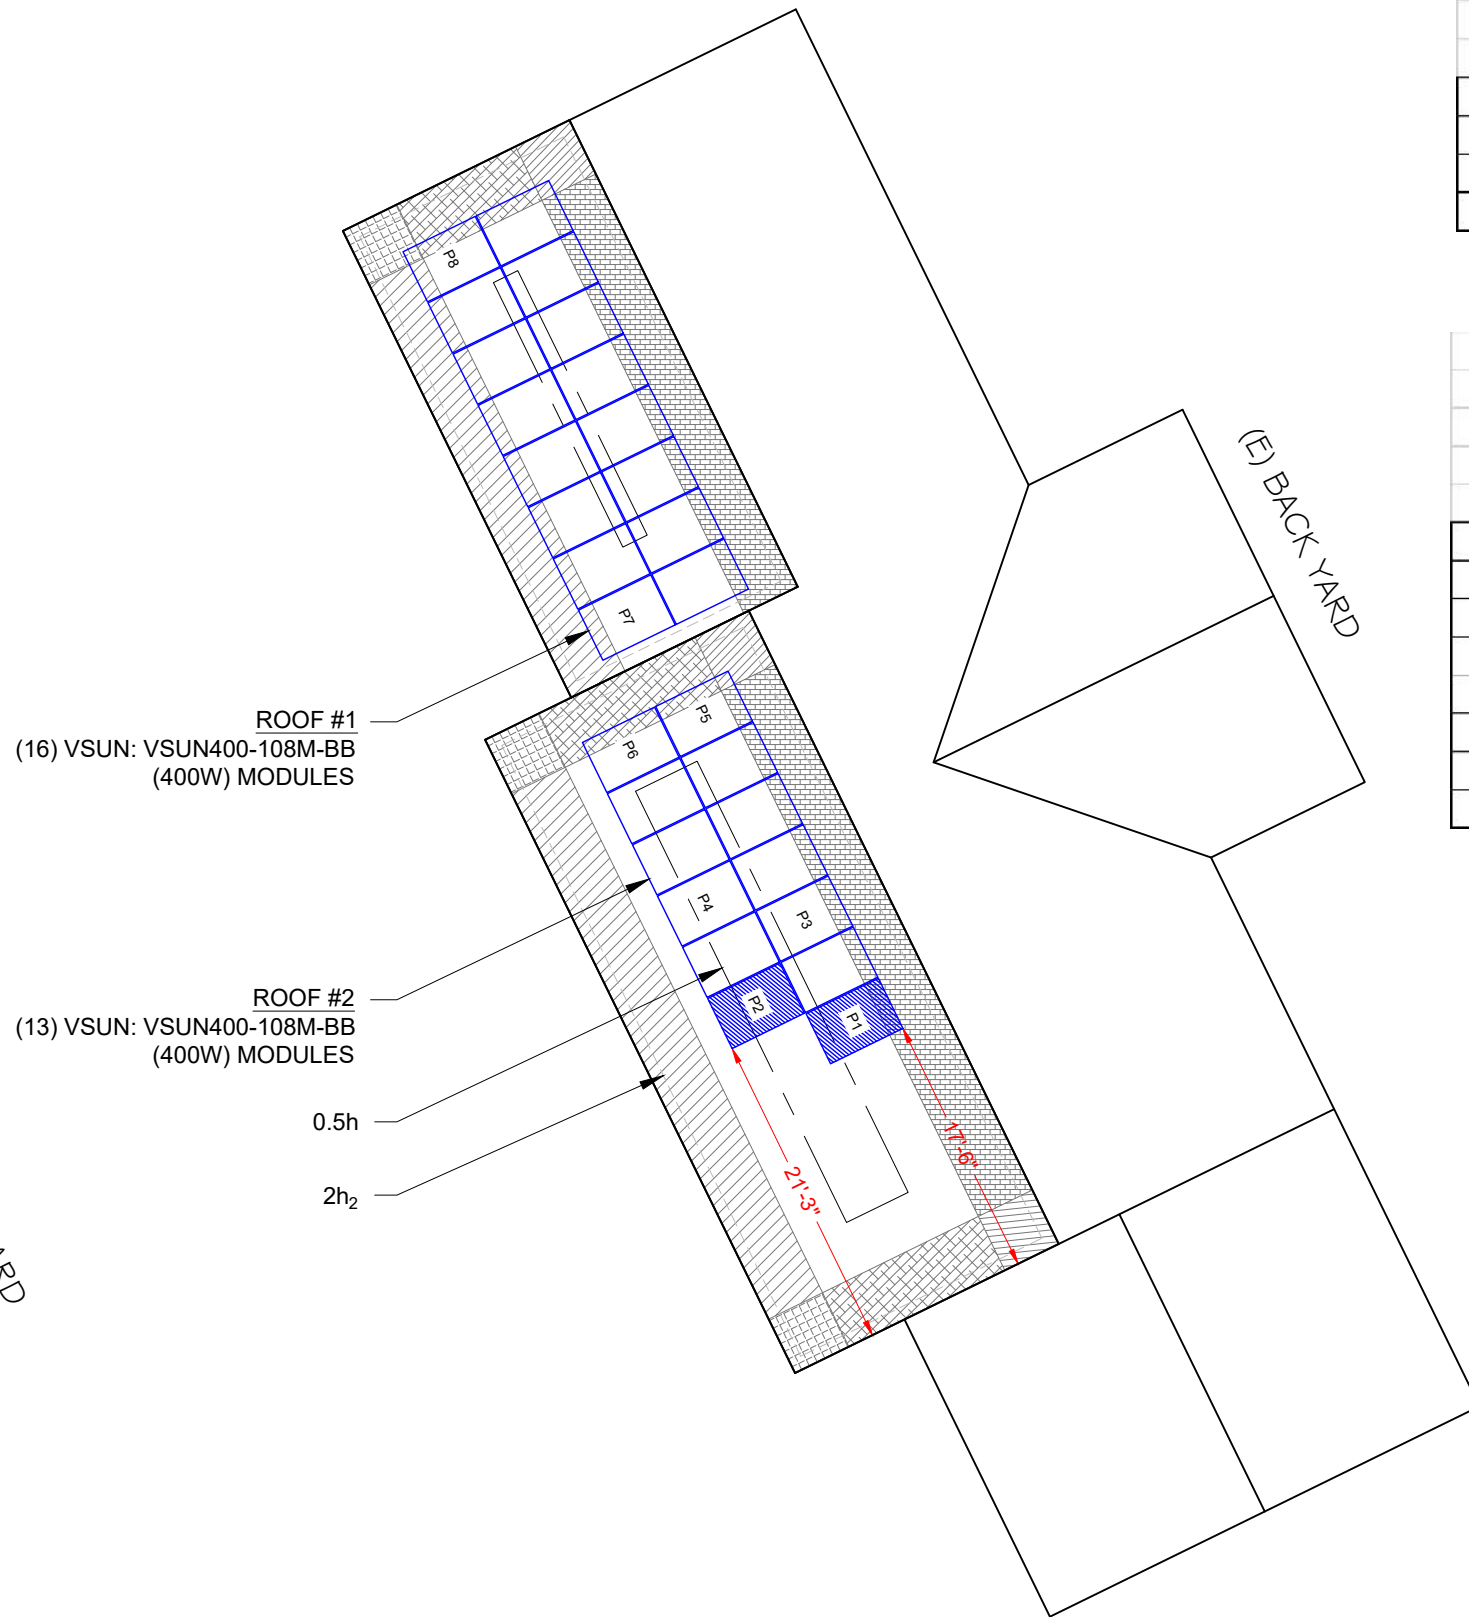 P8
(E) BACK YARD
P7
ROOF #1
(16) VSUN: VSUN400-108M-BB
(400W) MODULES
P5
P6
P4
P3
P2
P1
ROOF #2
(13) VSUN: VSUN400-108M-BB
(400W) MODULES
0.5h
17'-6"
21'-3"
2h₂